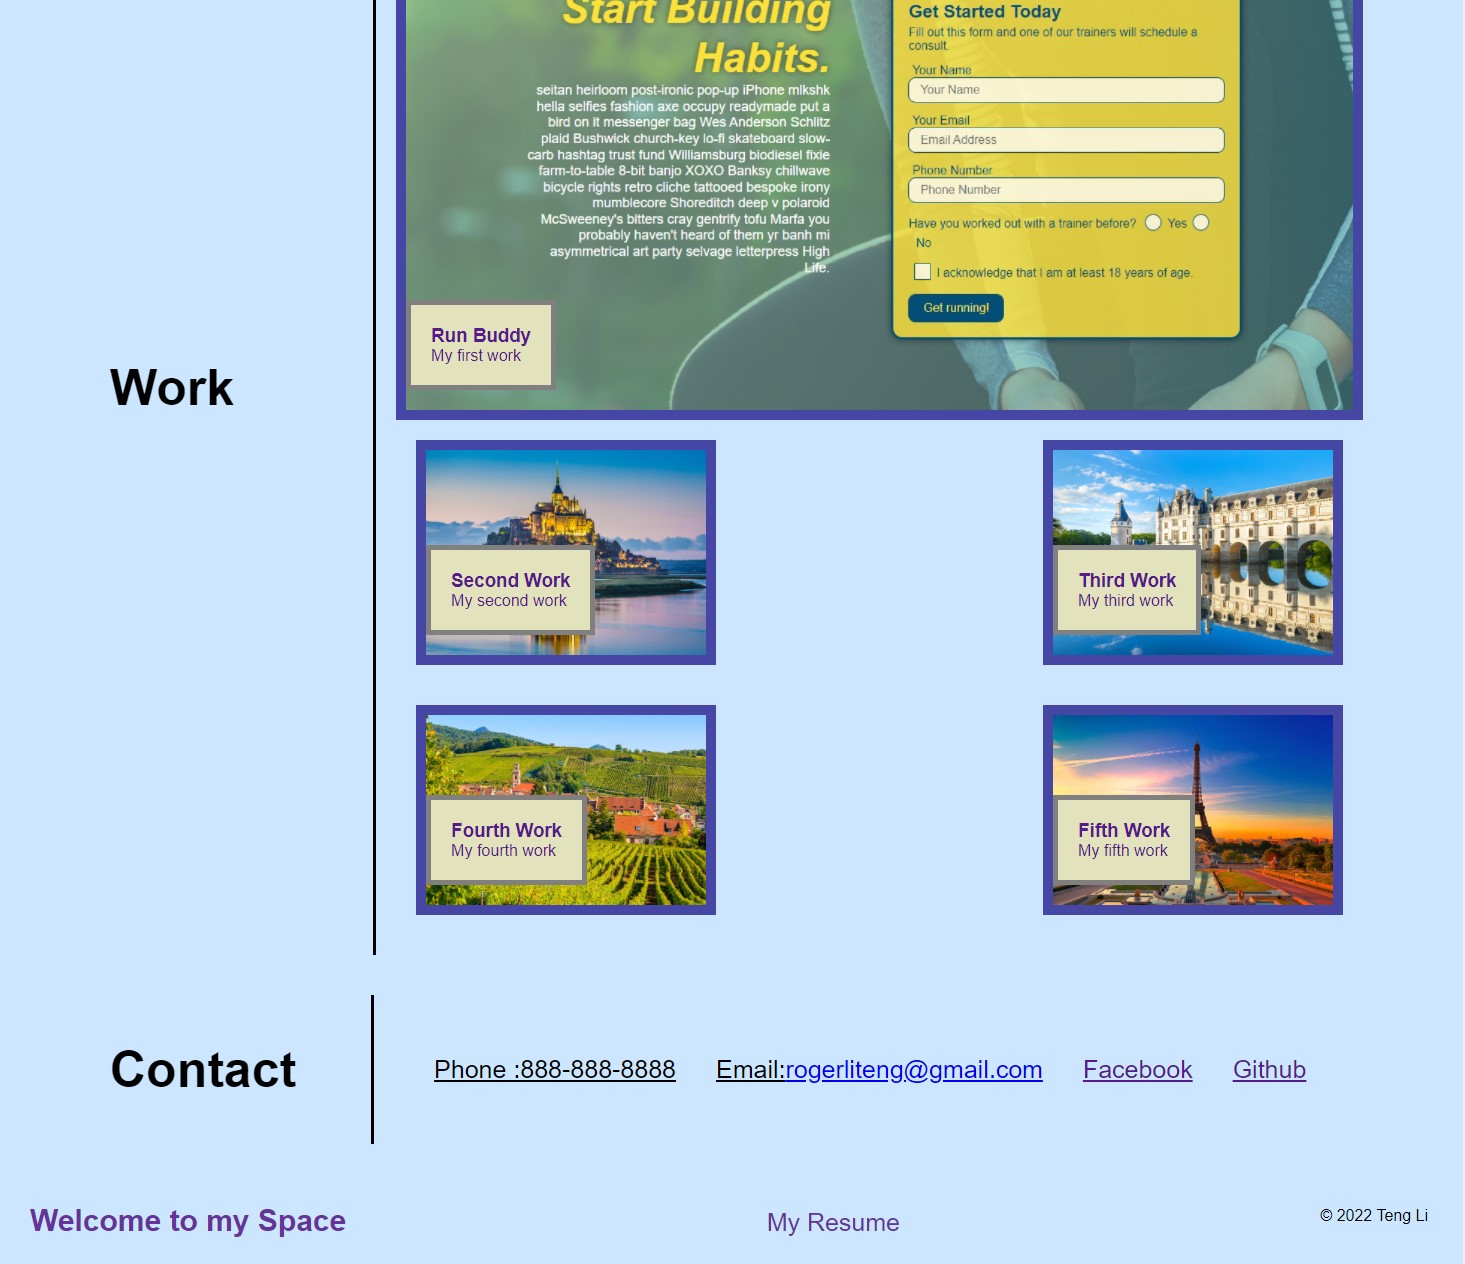 Start Building
Habits.
seitan heirloom post-ironic pop-up iPhone mlkshk
hella selfies fashion axe occupy readymade put a
bird on it messenger bag Wes Anderson Schlitz
plaid Bushwick church-key lo-fi skateboard slow-
carb hashtag trust fund Williamsburg biodiesel fixie
farm-to-table 8-bit banjo XOXO Banksy chillwave
bicycle rights retro cliche tattooed bespoke irony
mumblecore Shoreditch deep v polaroid
McSweeney's bitters cray gentrify tofu Marfa you
probably haven't heard of them yr banh mi
asymmetrical art party selvage letterpress High
Life.
Get Started Today
Fill out this form and one of our trainers will schedule a
consult.
Your Name
Your Name
Your Email
Email Address
Phone Number
Phone Number
Have you worked out with a trainer before? Yes
No
I acknowledge that I am at least 18 years of age.
Get running!
Run Buddy
My first work
Work
Second Work
My second work
Third Work
My third work
Fourth Work
My fourth work
Fifth Work
My fifth work
Contact
Phone :888-888-8888 Email:rogerliteng@gmail.com Facebook Github
Welcome to my Space
My Resume
© 2022 Teng Li